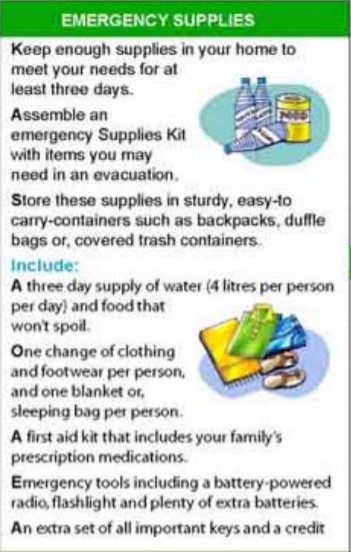 EMERGENCY SUPPLIES
Keep enough supplies in your home to
meet your needs for at
least three days.
Assemble an
emergency Supplies Kit
with items you may
need in an evacuation.
Store these supplies in sturdy, easy-to
carry-containers such as backpacks, duffle
bags or, covered trash containers.
Include:
A three day supply of water (4 litres per person
per day) and food that
won't spoil.
One change of clothing
and footwear per person,
and one blanket or,
sleeping bag per person.
A first aid kit that includes your family's
prescription medications.
Emergency tools including a battery-powered
radio, flashlight and plenty of extra batteries.
An extra set of all important keys and a credit